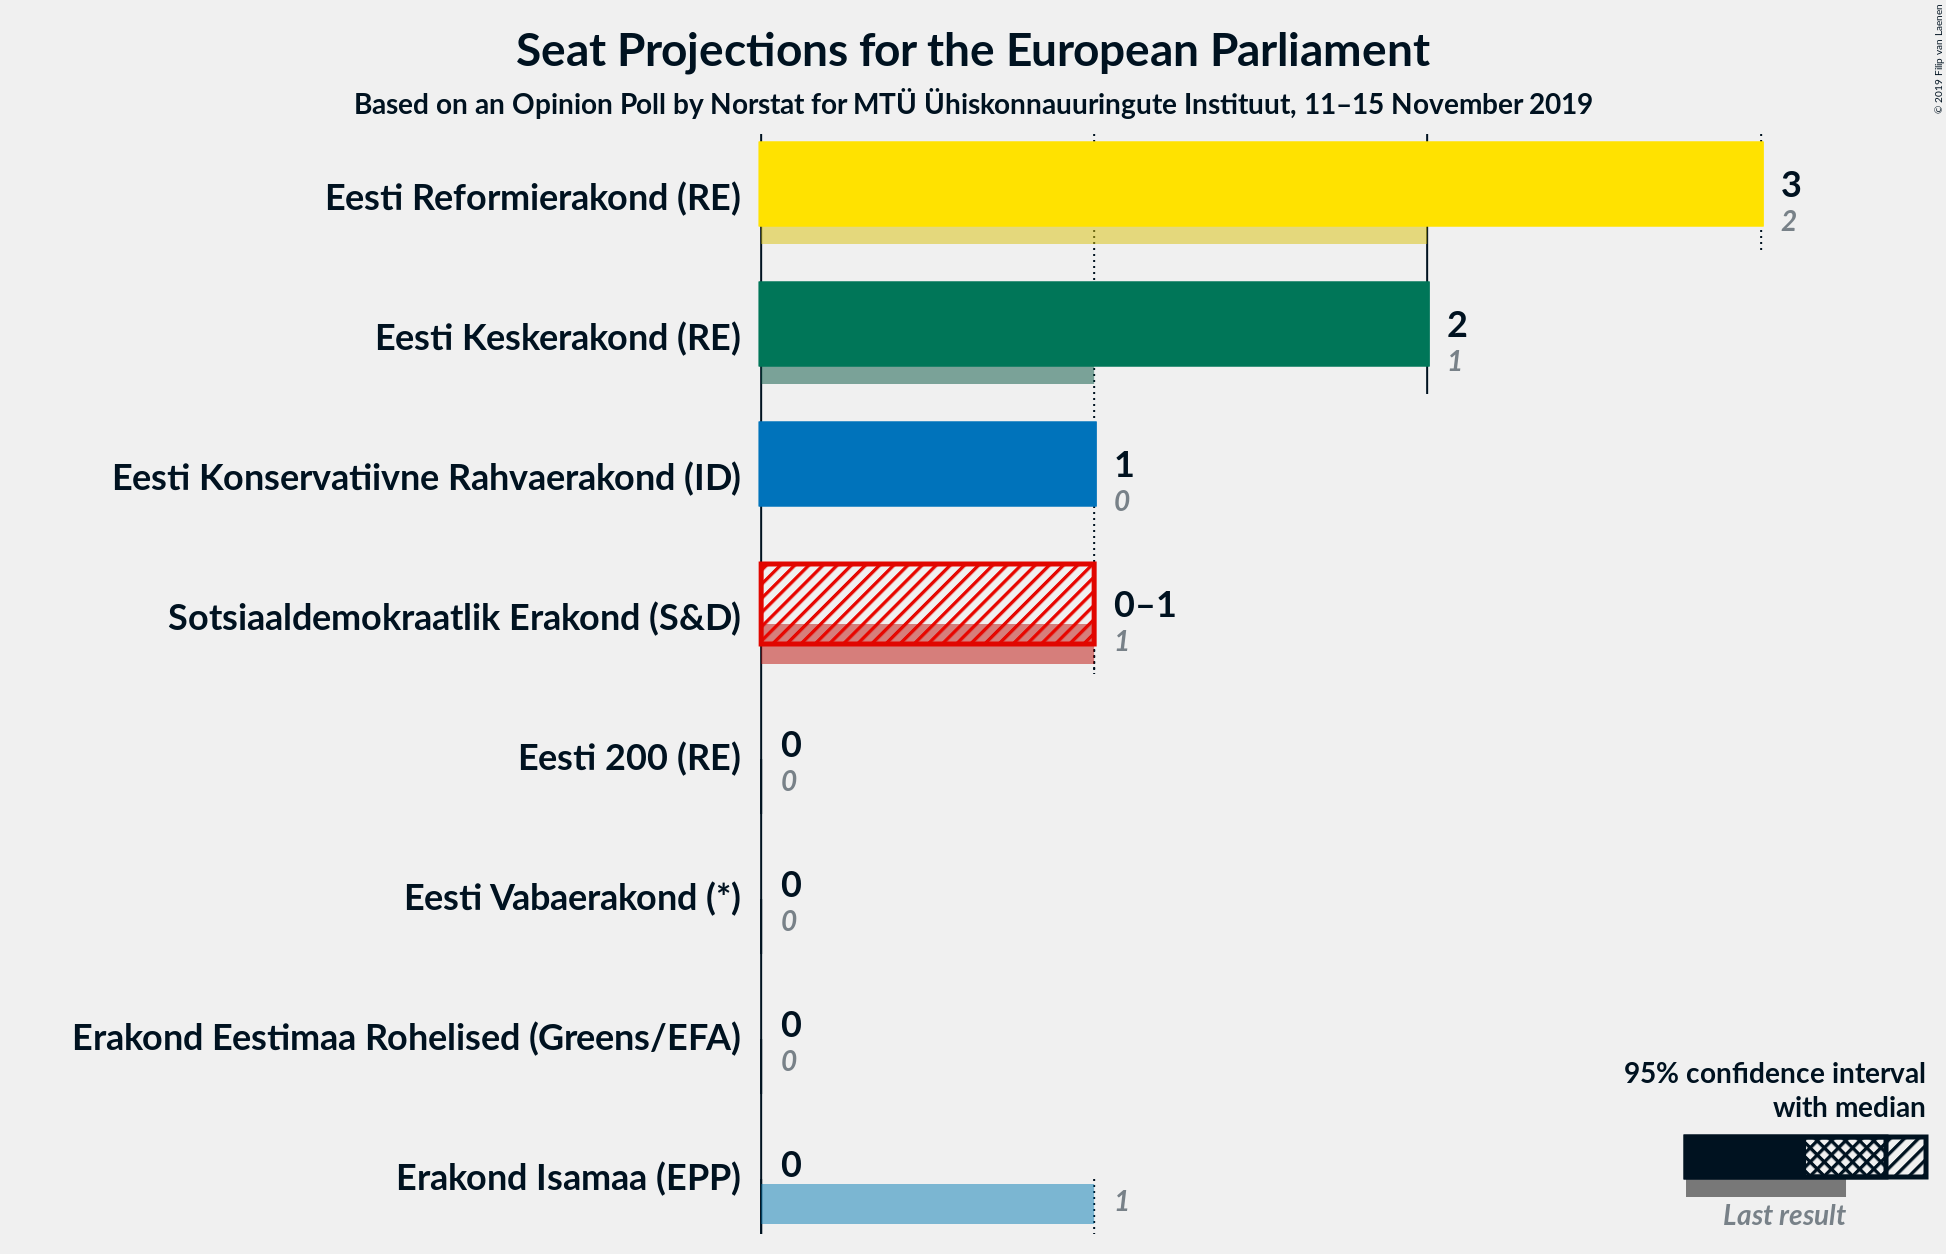 Seat Projections for the European Parliament
Based on an Opinion Poll by Norstat for MTÜ Ühiskonnauuringute Instituut, 11–15 November 2019
© 2019 Filip van Laenen
Eesti Reformierakond (RE)
3
2
Eesti Keskerakond (RE)
2
1
Eesti Konservatiivne Rahvaerakond (ID)
1
0
Sotsiaaldemokraatlik Erakond (S&D)
0–1
1
Eesti 200 (RE)
0
0
Eesti Vabaerakond (*)
0
0
Erakond Eestimaa Rohelised (Greens/EFA)
0
0
Erakond Isamaa (EPP)
0
1
95% confidence interval
with median
Last result